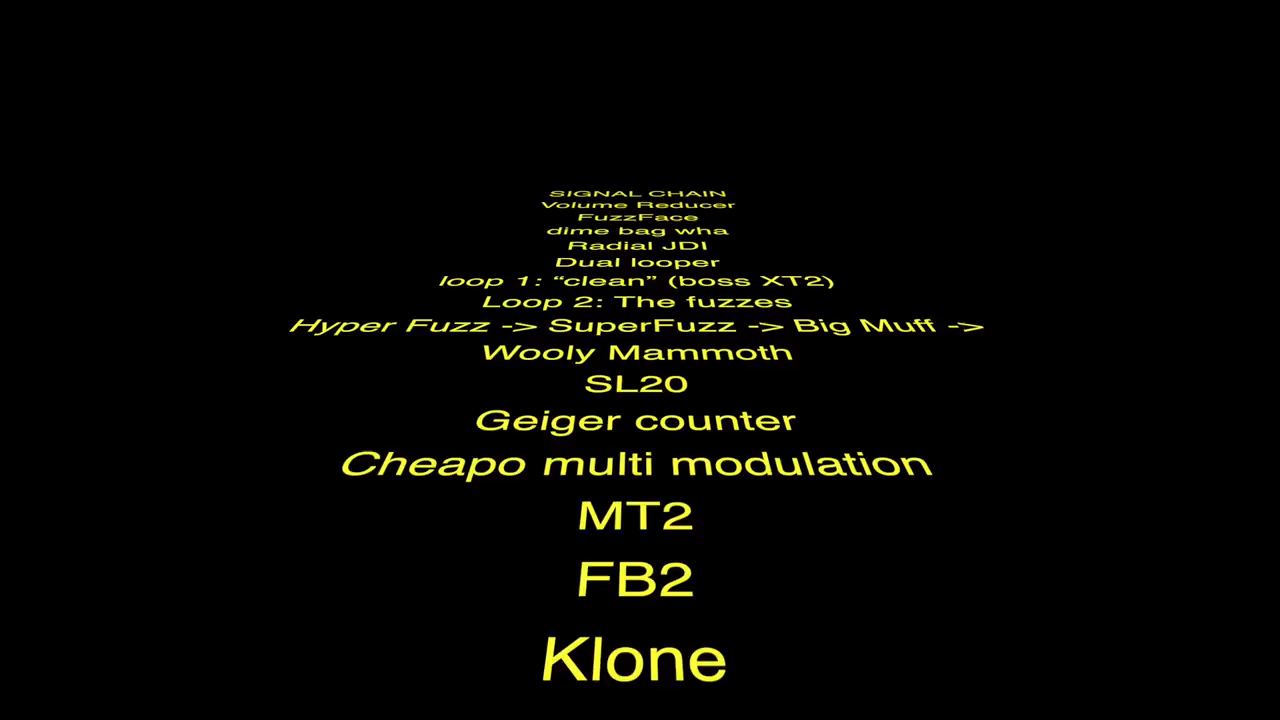 SIGNAL CHAIN
Volume Reducer
FuzzFace
dime bag wha
Radial JDI
Dual looper
loop 1: “clean” (boss XT2)
Loop 2: The fuzzes
Hyper Fuzz -> SuperFuzz -> Big Muff ->
Wooly Mammoth
SL20
Geiger counter
Cheapo multi modulation
MT2
FB2
Klone